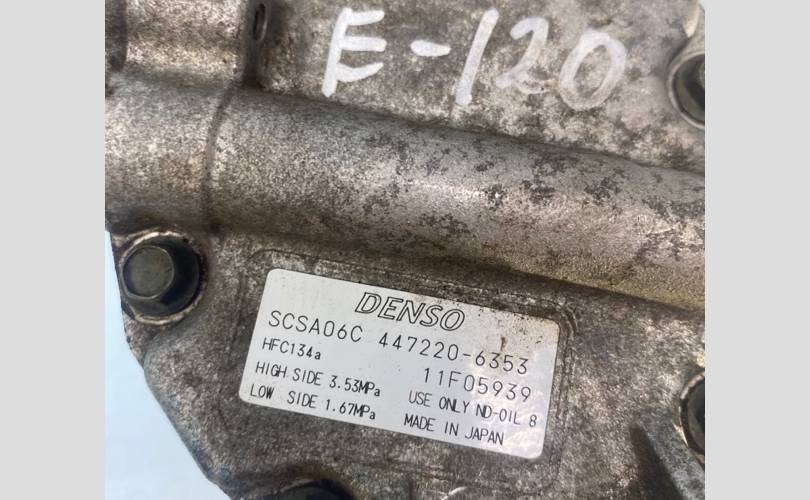 E-120
DENSO
SCSA06C 447220-6353
HFC134a 11F05939
HIGH SIDE 3.53MPa USE ONLY ND-OIL 8
LOW SIDE 1.67MPa MADE IN JAPAN